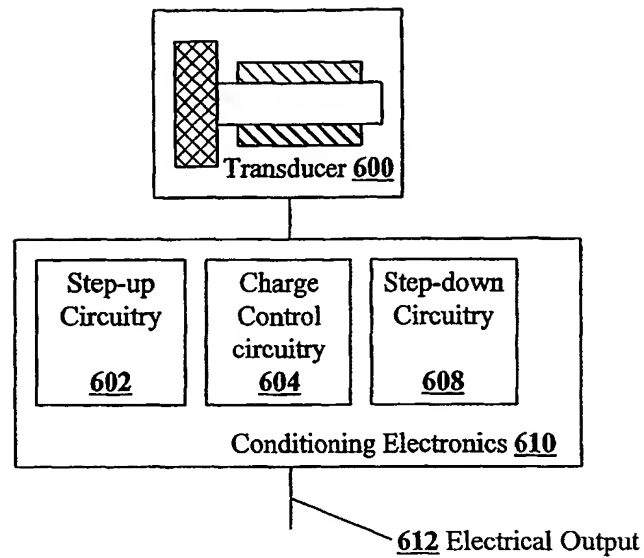 Transducer 600
Step-up
Circuitry
602
Charge
Control
circuitry
604
Step-down
Circuitry
608
Conditioning Electronics 610
612 Electrical Output